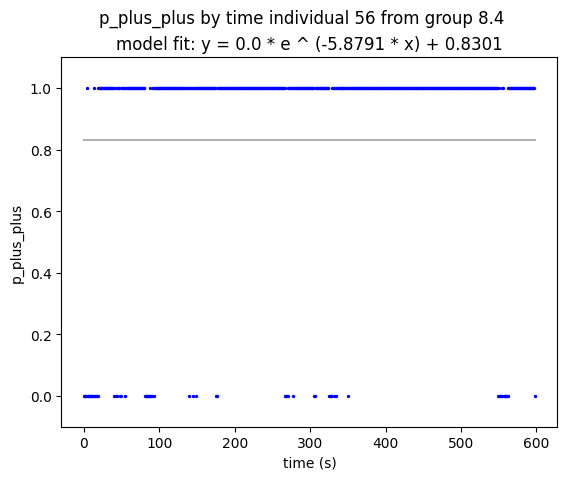 p_plus_plus by time individual 56 from group 8.4
model fit: y = 0.0 * e ^ (-5.8791 * x) + 0.8301
1.0
0.8
0.6
0.4
0.2
0.0
p_plus_plus
0 100 200 300 400 500 600
time (s)